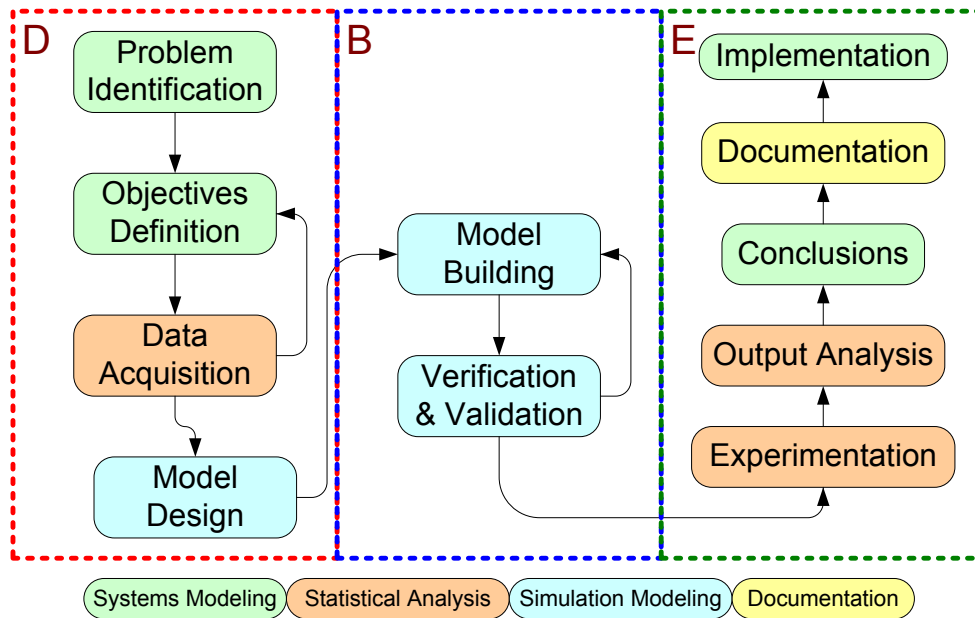 D
Problem
Identification
Objectives
Definition
Data
Acquisition
Model
Design
B
Model
Building
Verification
& Validation
E
Implementation
Documentation
Conclusions
Output Analysis
Experimentation
Systems Modeling
Statistical Analysis
Simulation Modeling
Documentation